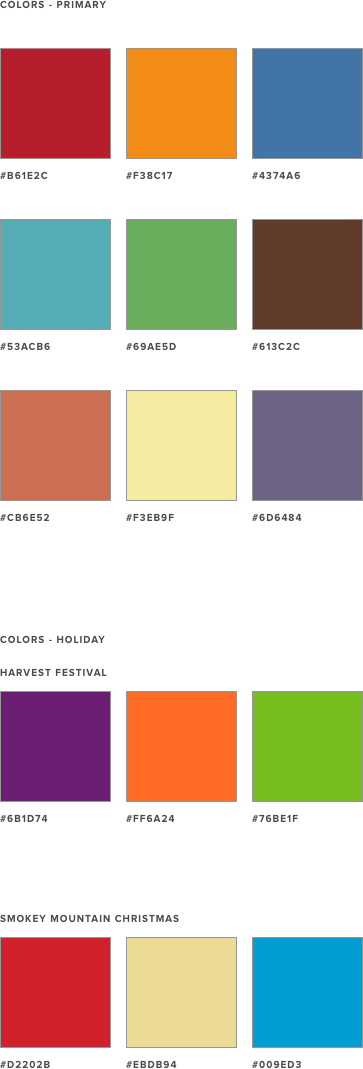 COLORS - PRIMARY
#B61E2C #F38C17 #4374A6
#53ACB6 #69AE5D #613C2C
#CB6E52 #F3EB9F #6D6484
COLORS - HOLIDAY
HARVEST FESTIVAL
#6B1D74 #FF6A24 #76BE1F
SMOKEY MOUNTAIN CHRISTMAS
#D2202B #EBDB94 #009ED3